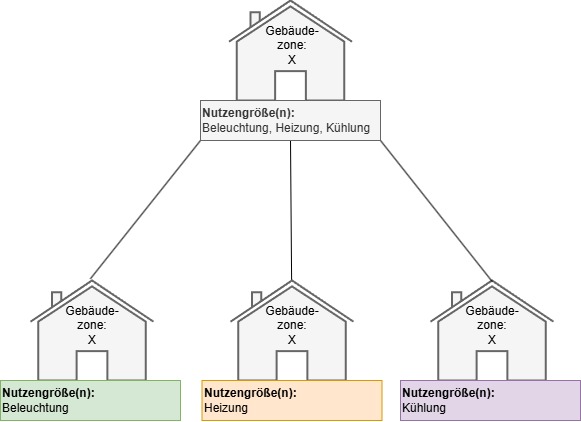 Gebäude-
zone:
X
Nutzengröße(n):
Beleuchtung, Heizung, Kühlung
Gebäude-
zone:
X
Nutzengröße(n):
Beleuchtung
Gebäude-
zone:
X
Nutzengröße(n):
Heizung
Gebäude-
zone:
X
Nutzengröße(n):
Kühlung